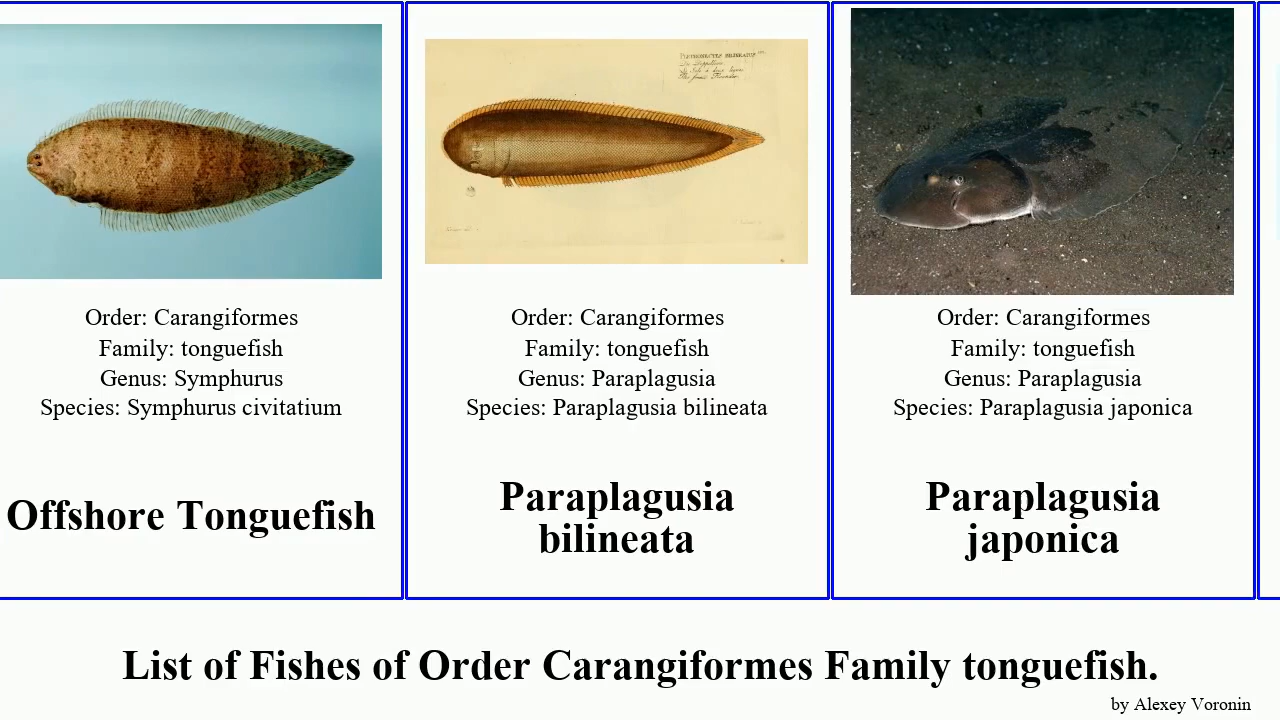 PLEURONECTES BILINEATUS
Order: Carangiformes
Family: tonguefish
Genus: Symphurus
Species: Symphurus civitatium
Offshore Tonguefish
Order: Carangiformes
Family: tonguefish
Genus: Paraplagusia
Species: Paraplagusia bilineata
Paraplagusia
bilineata
Order: Carangiformes
Family: tonguefish
Genus: Paraplagusia
Species: Paraplagusia japonica
Paraplagusia
japonica
List of Fishes of Order Carangiformes Family tonguefish.
by Alexey Voronin